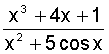 x³ + 4x + 1
x² + 5 cos x